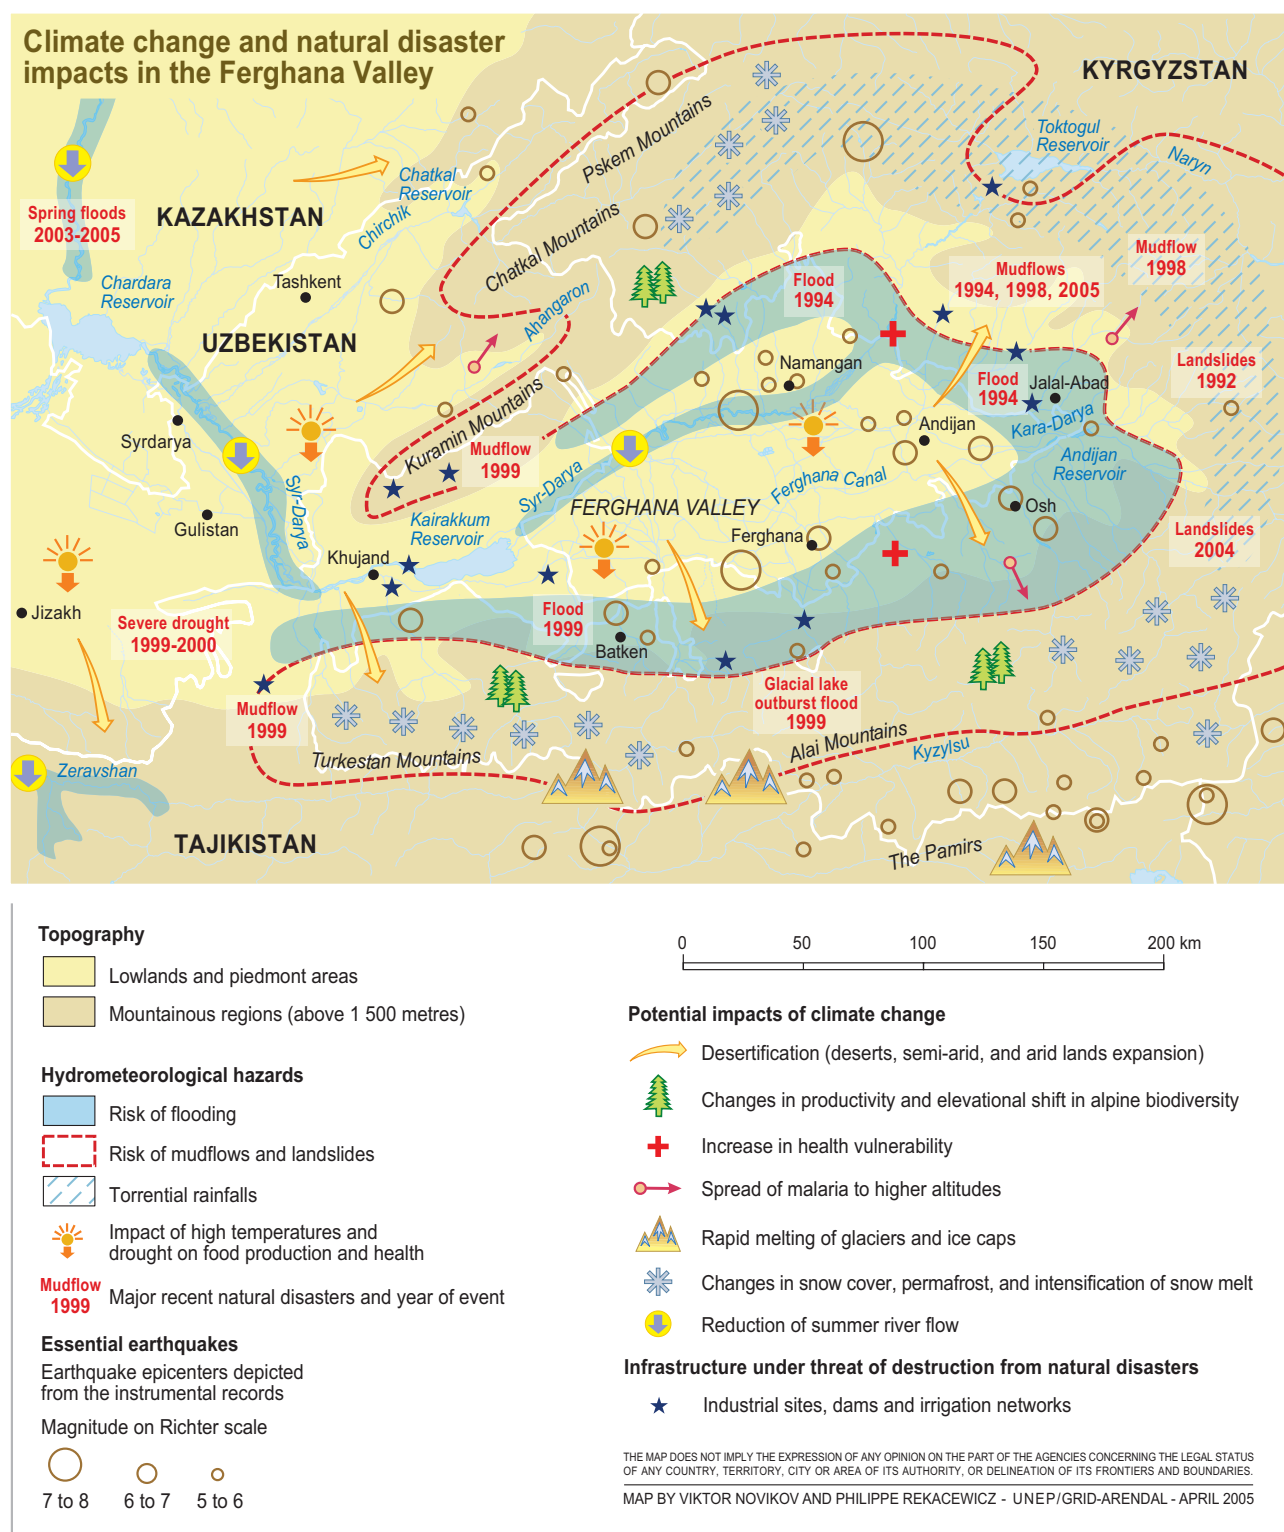 Climate change and natural disaster
impacts in the Ferghana Valley
KYRGYZSTAN
Pskem Mountains
Toktogul
Reservoir
Naryn
Chatkal
Reservoir
Spring floods
2003-2005
KAZAKHSTAN
Chirchik
Chatkal Mountains
Mudflow
1998
Chardara
Reservoir
Tashkent
Flood
1994
Mudflows
1994, 1998, 2005
Ahangaron
UZBEKISTAN
Namangan
Landslides
1992
Flood
1994
Jalal-Abad
Kuramin Mountains
Syrdarya
Andijan
Kara-Darya
Mudflow
1999
Andijan
Reservoir
Syr-Darya
Syr-Darya
Ferghana Canal
FERGHANA VALLEY
Osh
Gulistan
Kairakkum
Reservoir
Ferghana
Landslides
2004
Khujand
Jizakh
Severe drought
1999-2000
Flood
1999
Batken
Mudflow
1999
Glacial lake
outburst flood
1999
Turkestan Mountains
Alai Mountains
Kyzylsu
Zeravshan
TAJIKISTAN
The Pamirs
Topography
Lowlands and piedmont areas
Mountainous regions (above 1 500 metres)
Hydrometeorological hazards
Risk of flooding
Risk of mudflows and landslides
Torrential rainfalls
Impact of high temperatures and
drought on food production and health
Mudflow
1999
Major recent natural disasters and year of event
Essential earthquakes
Earthquake epicenters depicted
from the instrumental records
Magnitude on Richter scale
7 to 8 6 to 7 5 to 6
0 50 100 150 200 km
Potential impacts of climate change
Desertification (deserts, semi-arid, and arid lands expansion)
Changes in productivity and elevational shift in alpine biodiversity
Increase in health vulnerability
Spread of malaria to higher altitudes
Rapid melting of glaciers and ice caps
Changes in snow cover, permafrost, and intensification of snow melt
Reduction of summer river flow
Infrastructure under threat of destruction from natural disasters
Industrial sites, dams and irrigation networks
THE MAP DOES NOT IMPLY THE EXPRESSION OF ANY OPINION ON THE PART OF THE AGENCIES CONCERNING THE LEGAL STATUS
OF ANY COUNTRY, TERRITORY, CITY OR AREA OF ITS AUTHORITY, OR DELINEATION OF ITS FRONTIERS AND BOUNDARIES.
MAP BY VIKTOR NOVIKOV AND PHILIPPE REKACEWICZ - UNEP/GRID-ARENDAL - APRIL 2005